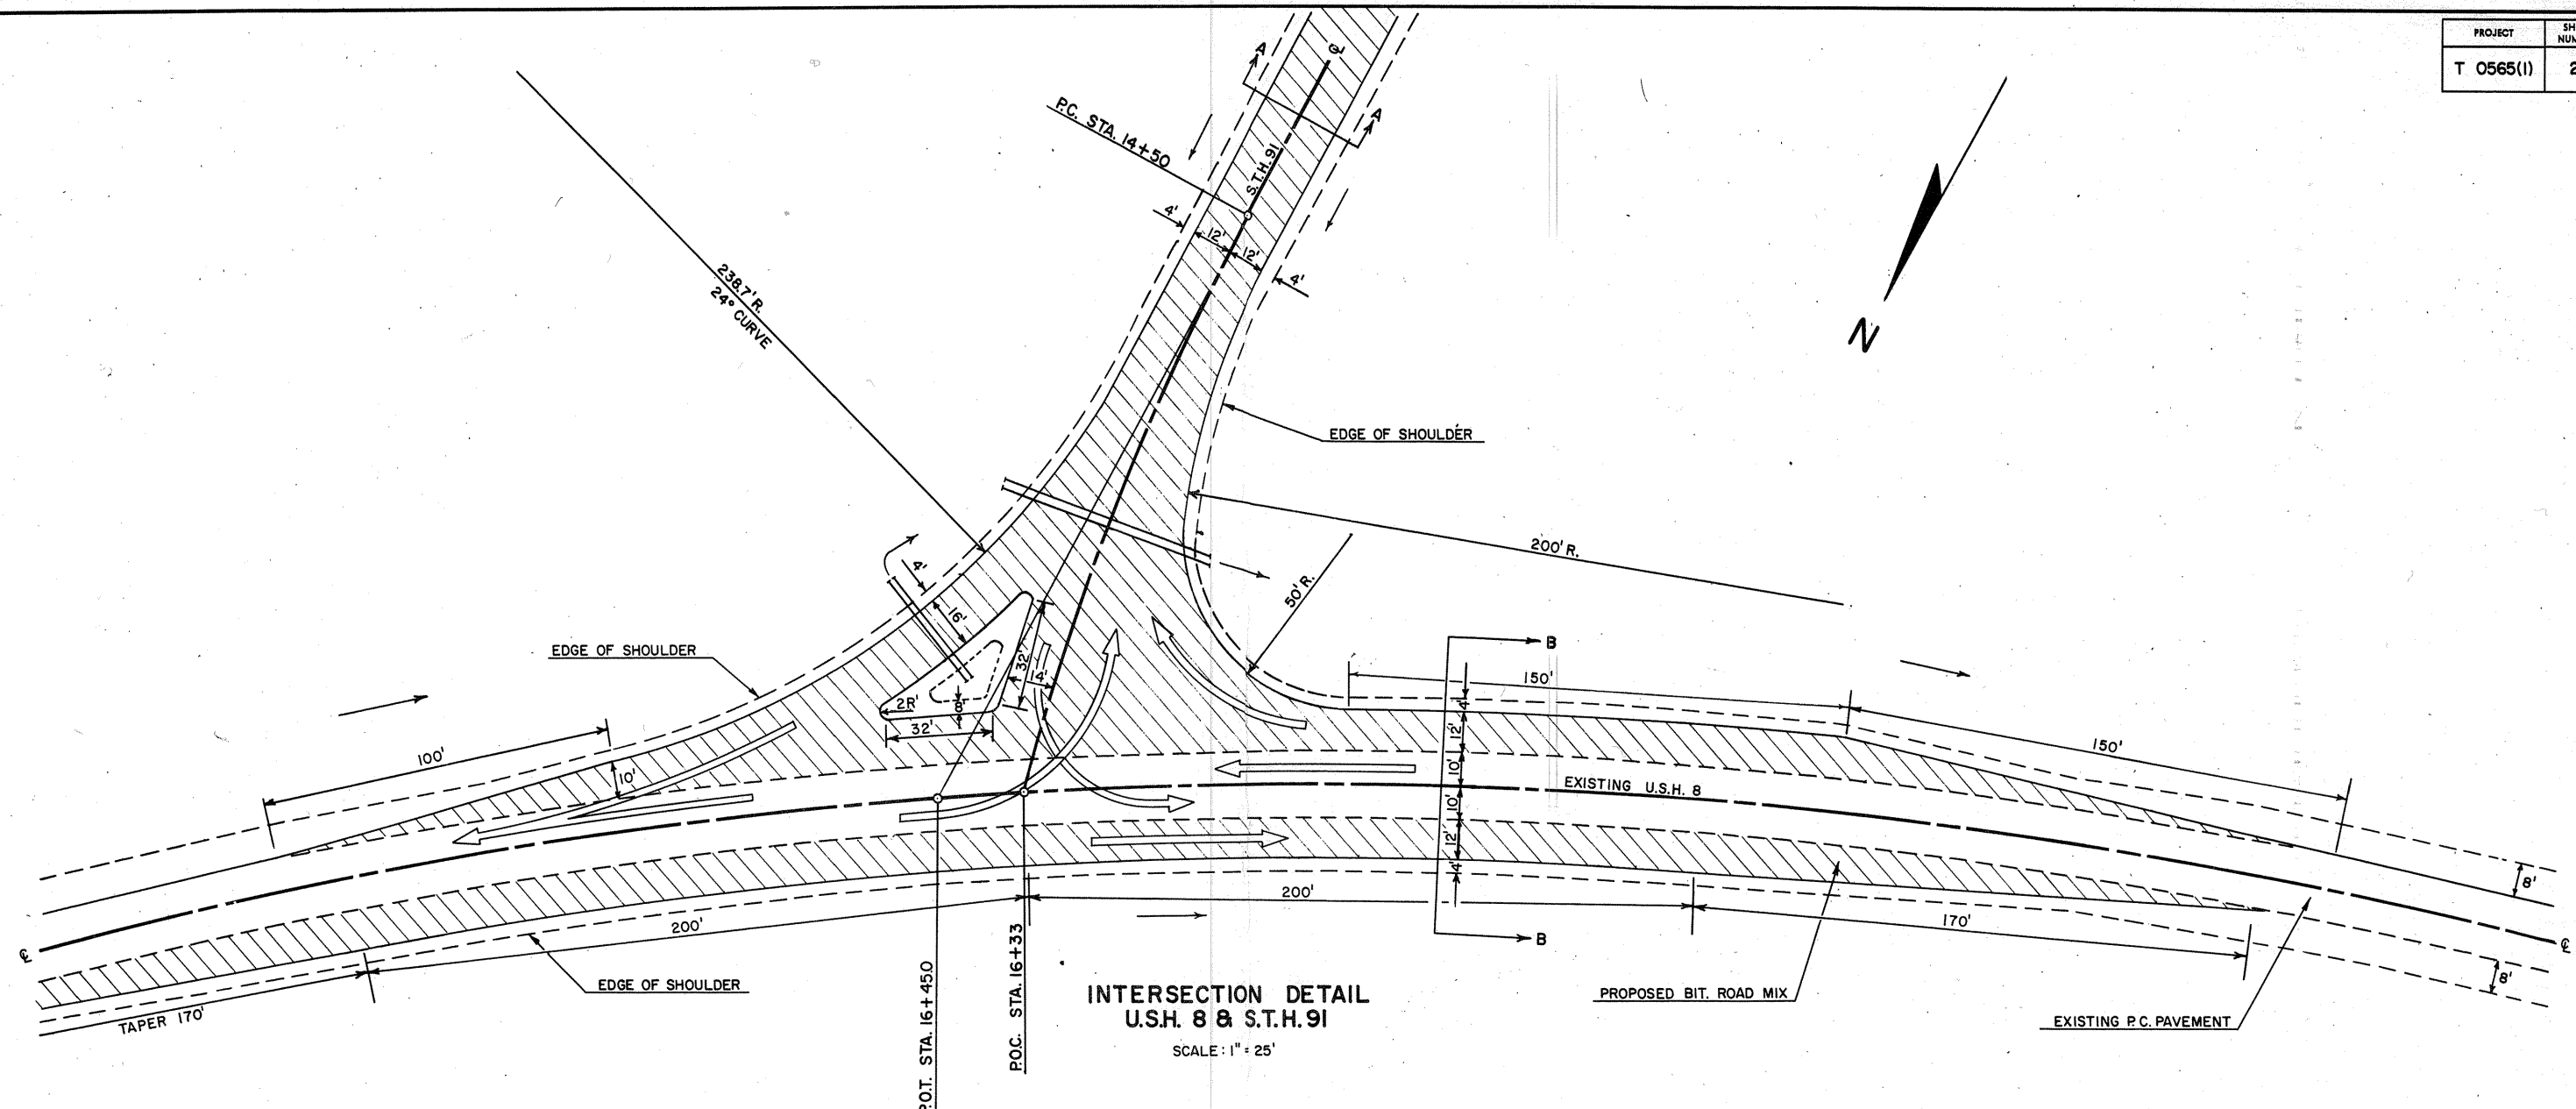 PROJECT
T 0565(1)
2
A
A
℄
P.C. STA. 14+50
S.T.H. 91
4'
12'
12'
4'
238.7' R.
24° CURVE
N
EDGE OF SHOULDER
200' R.
50' R.
4'
16'
EDGE OF SHOULDER
32'
14'
2R'
8'
32'
B
150'
100'
10'
4'
12'
10'
10'
12'
4'
EXISTING U.S.H. 8
150'
8'
200'
200'
170'
B
℄
℄
8'
TAPER 170'
EDGE OF SHOULDER
P.O.T. STA. 16+45.0
P.O.C. STA. 16+33
INTERSECTION DETAIL
U.S.H. 8 & S.T.H. 91
SCALE: 1" = 25'
PROPOSED BIT. ROAD MIX
EXISTING P.C. PAVEMENT